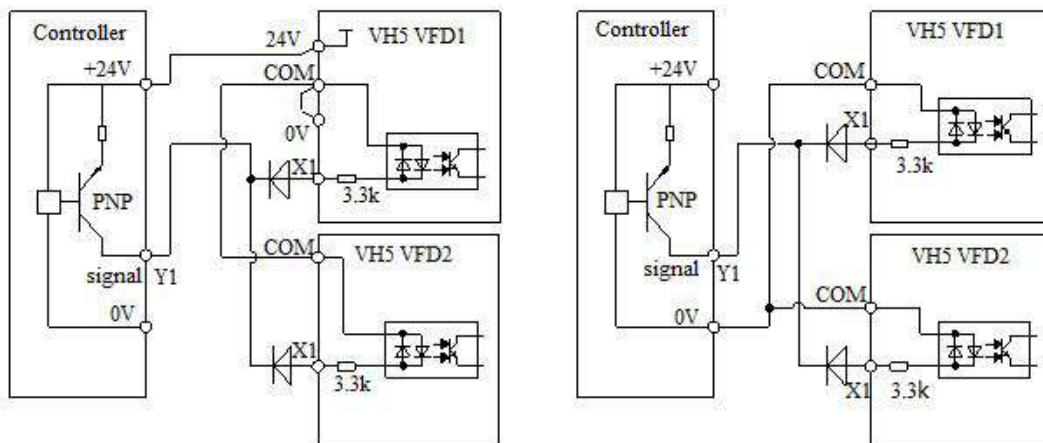 Controller
+24V
PNP
signal
Y1
0V
24V
VH5 VFD1
COM
0V
X1
3.3k
COM
VH5 VFD2
X1
3.3k
Controller
+24V
PNP
signal
Y1
0V
VH5 VFD1
COM
X1
3.3k
VH5 VFD2
COM
X1
3.3k